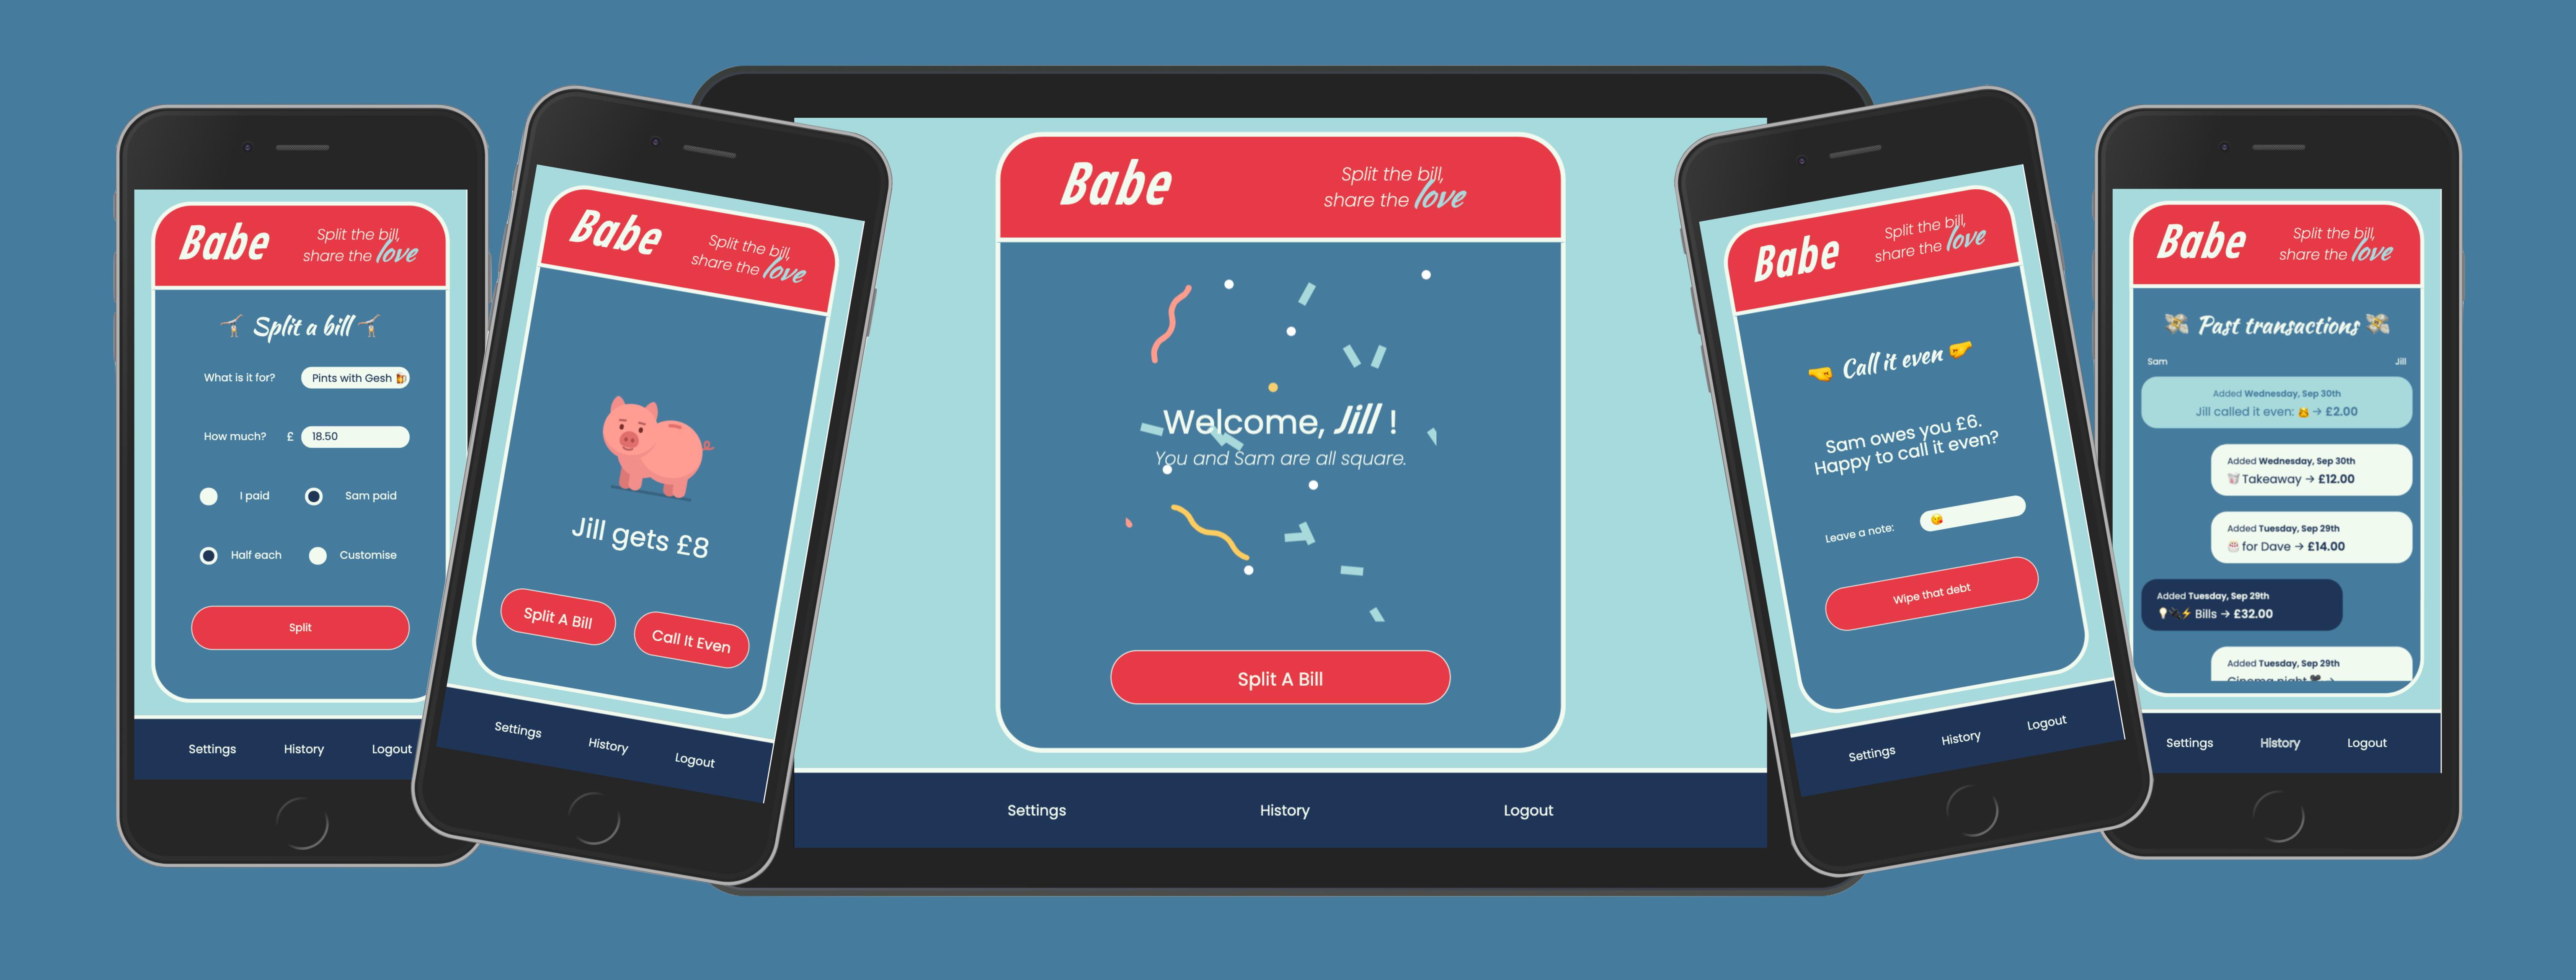 Babe
Split the bill,
share the love
Split a bill
What is it for?
Pints with Gesh 🍺
How much?
£
18.50
I paid
Sam paid
Half each
Customise
Split
Settings
History
Logout
Babe
Split the bill,
share the love
Jill gets £8
Split A Bill
Call It Even
Settings
History
Logout
Babe
Split the bill,
share the love
Welcome, Jill !
You and Sam are all square.
Split A Bill
Settings
History
Logout
Babe
Split the bill,
share the love
🤜 Call it even 🤛
Sam owes you £6.
Happy to call it even?
Leave a note:
😘
Wipe that debt
Settings
History
Logout
Babe
Split the bill,
share the love
💸 Past transactions 💸
Sam
Jill
Added Wednesday, Sep 30th
Jill called it even: → £2.00
Added Wednesday, Sep 30th
🥡 Takeaway → £12.00
Added Tuesday, Sep 29th
🎂 for Dave → £14.00
Added Tuesday, Sep 29th
💡🔌⚡ Bills → £32.00
Added Tuesday, Sep 29th
Cinema night 🎥 →
Settings
History
Logout